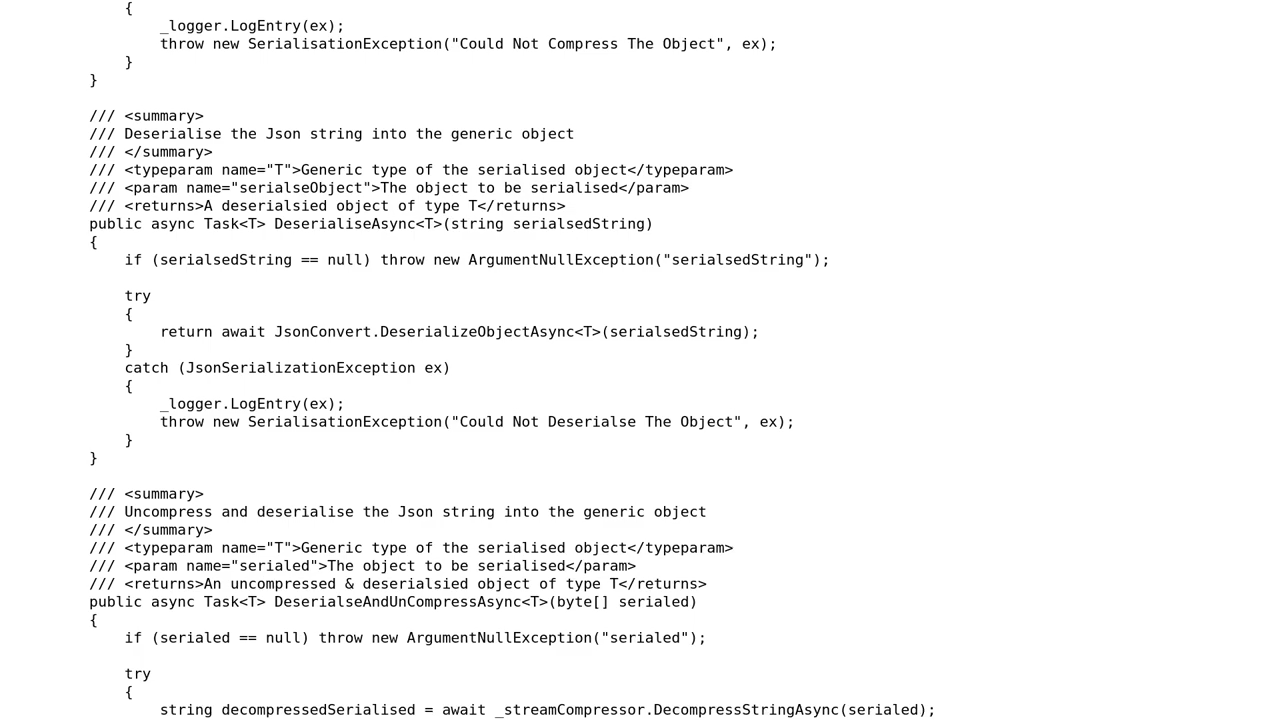 {
_logger.LogEntry(ex);
throw new SerialisationException("Could Not Compress The Object", ex);
}
}
/// <summary>
/// Deserialise the Json string into the generic object
/// </summary>
/// <typeparam name="T">Generic type of the serialised object</typeparam>
/// <param name="serialseObject">The object to be serialised</param>
/// <returns>A deserialsied object of type T</returns>
public async Task<T> DeserialiseAsync<T>(string serialsedString)
{
if (serialsedString == null) throw new ArgumentNullException("serialsedString");
try
{
return await JsonConvert.DeserializeObjectAsync<T>(serialsedString);
}
catch (JsonSerializationException ex)
{
_logger.LogEntry(ex);
throw new SerialisationException("Could Not Deserialse The Object", ex);
}
}
/// <summary>
/// Uncompress and deserialise the Json string into the generic object
/// </summary>
/// <typeparam name="T">Generic type of the serialised object</typeparam>
/// <param name="serialed">The object to be serialised</param>
/// <returns>An uncompressed & deserialsied object of type T</returns>
public async Task<T> DeserialseAndUnCompressAsync<T>(byte[] serialed)
{
if (serialed == null) throw new ArgumentNullException("serialed");
try
{
string decompressedSerialised = await _streamCompressor.DecompressStringAsync(serialed);